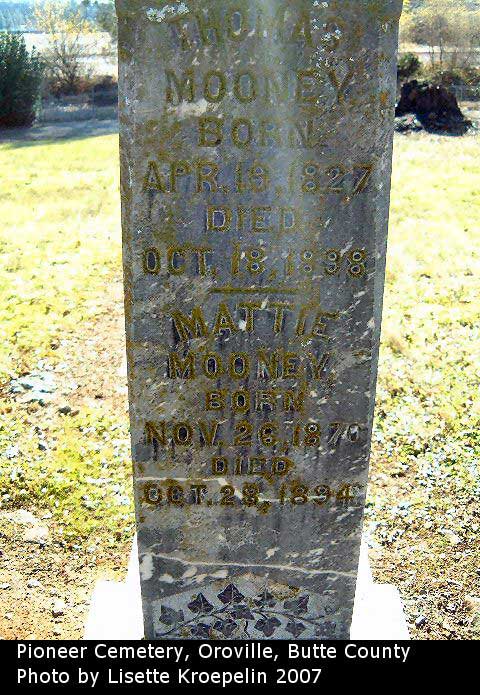 THOMAS
MOONEY
BORN
APR. 19, 1827
DIED
OCT. 18, 1898
MATTIE
MOONEY
BORN
NOV. 26, 1870
DIED
OCT. 28, 1894
Pioneer Cemetery, Oroville, Butte County
Photo by Lisette Kroepelin 2007